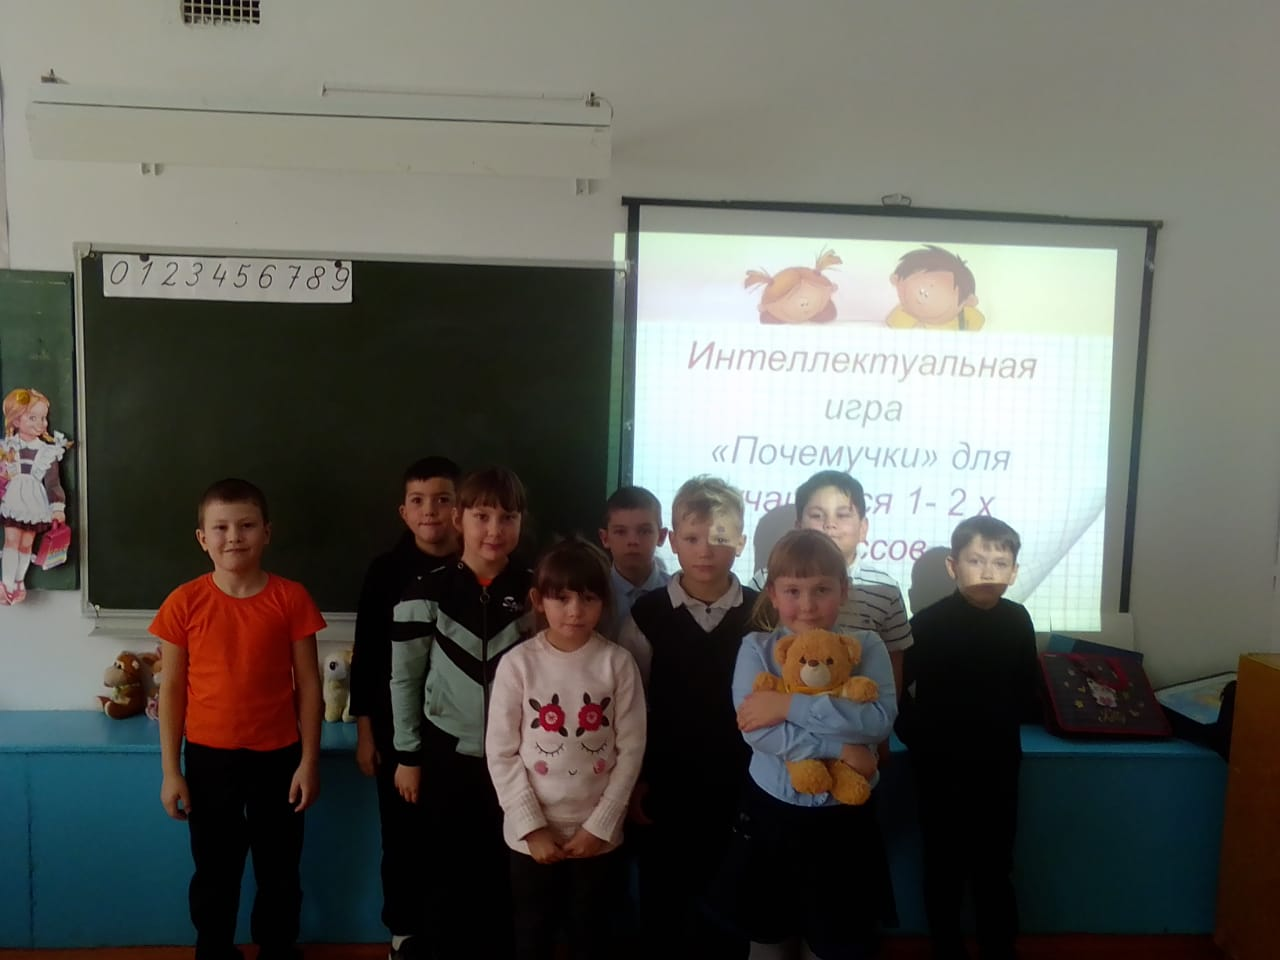 0123456789
Интеллектуальная
игра
«Почемучки» для
1- 2 х